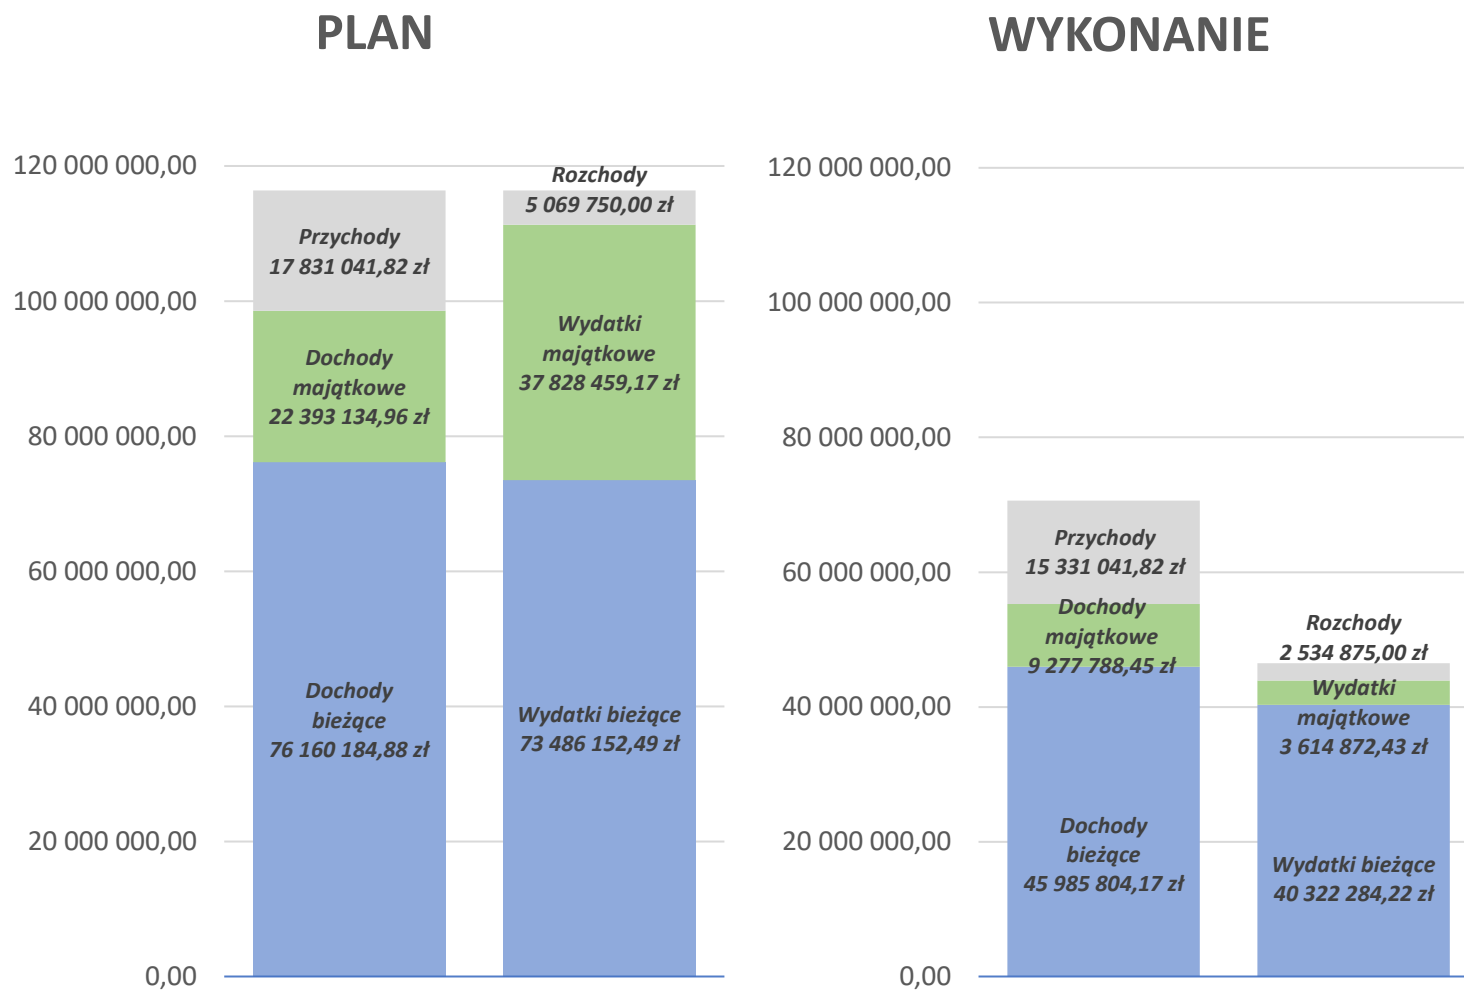 PLAN
120 000 000,00
100 000 000,00
80 000 000,00
60 000 000,00
40 000 000,00
20 000 000,00
0,00
Przychody
17 831 041,82 zł
Dochody
majątkowe
22 393 134,96 zł
Dochody
bieżące
76 160 184,88 zł
Rozchody
5 069 750,00 zł
Wydatki
majątkowe
37 828 459,17 zł
Wydatki bieżące
73 486 152,49 zł
WYKONANIE
120 000 000,00
100 000 000,00
80 000 000,00
60 000 000,00
40 000 000,00
20 000 000,00
0,00
Przychody
15 331 041,82 zł
Dochody
majątkowe
9 277 788,45 zł
Dochody
bieżące
45 985 804,17 zł
Rozchody
2 534 875,00 zł
Wydatki
majątkowe
3 614 872,43 zł
Wydatki bieżące
40 322 284,22 zł